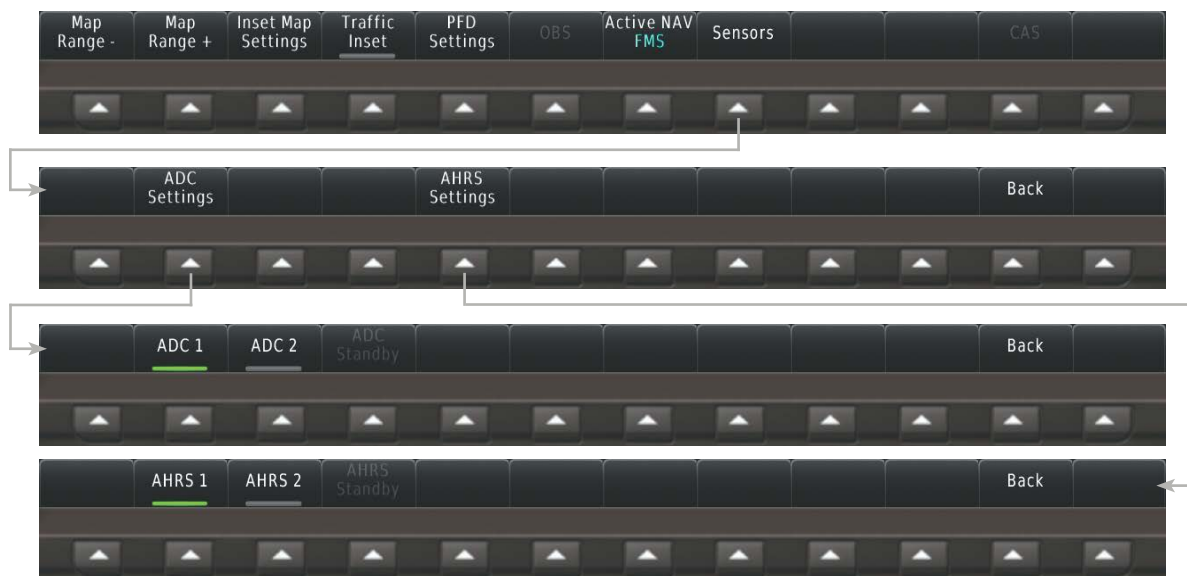 Map Range -
Map Range +
Inset Map Settings
Traffic Inset
PFD Settings
OBS
Active NAV FMS
Sensors
CAS
ADC Settings
AHRS Settings
Back
ADC 1
ADC 2
ADC Standby
Back
AHRS 1
AHRS 2
AHRS Standby
Back